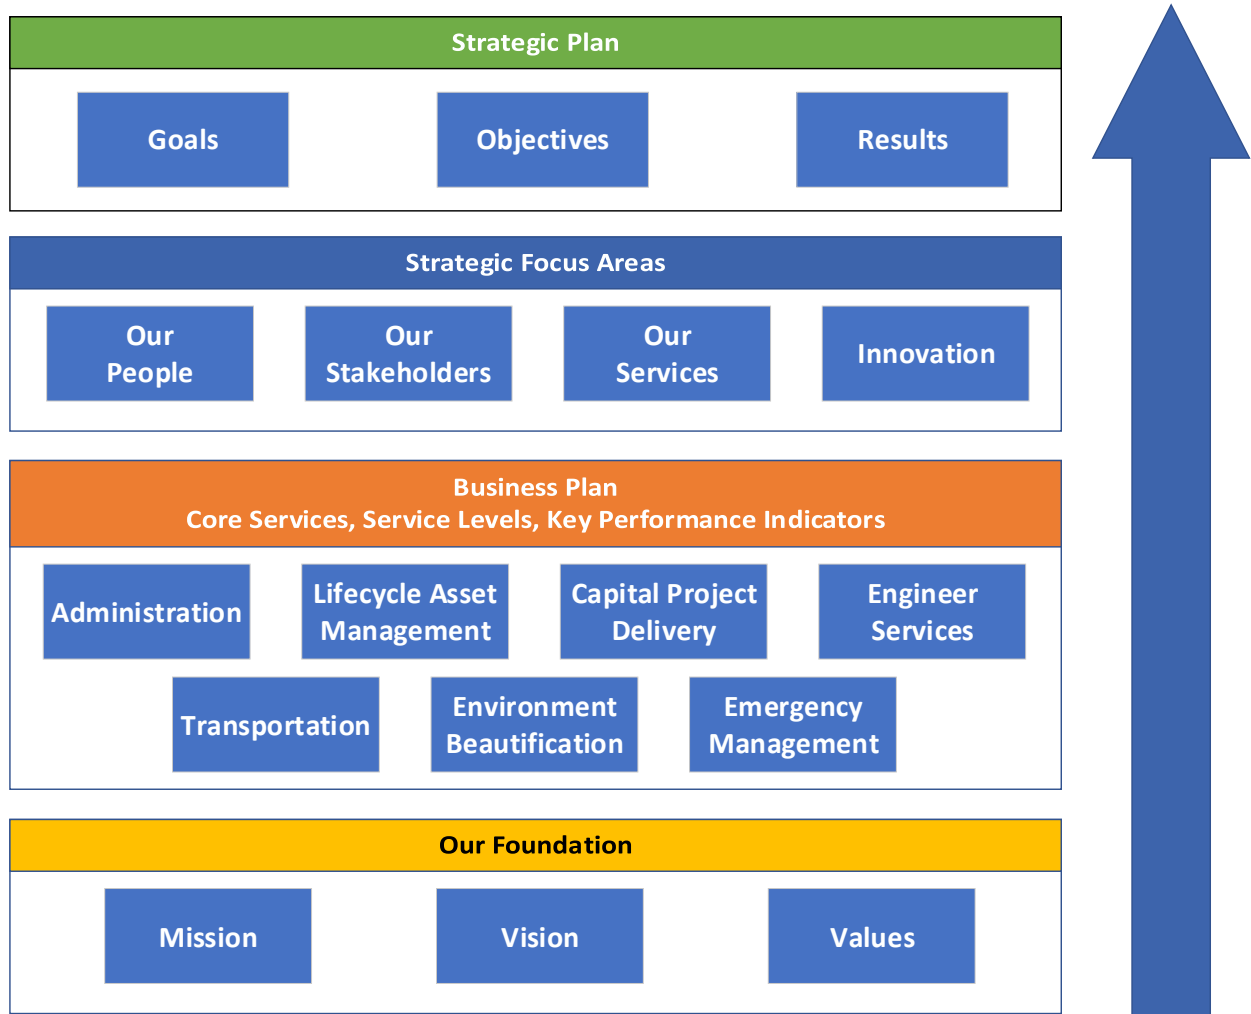 Strategic Plan
Goals
Objectives
Results
Strategic Focus Areas
Our
People
Our
Stakeholders
Our
Services
Innovation
Business Plan
Core Services, Service Levels, Key Performance Indicators
Administration
Lifecycle Asset
Management
Capital Project
Delivery
Engineer
Services
Transportation
Environment
Beautification
Emergency
Management
Our Foundation
Mission
Vision
Values